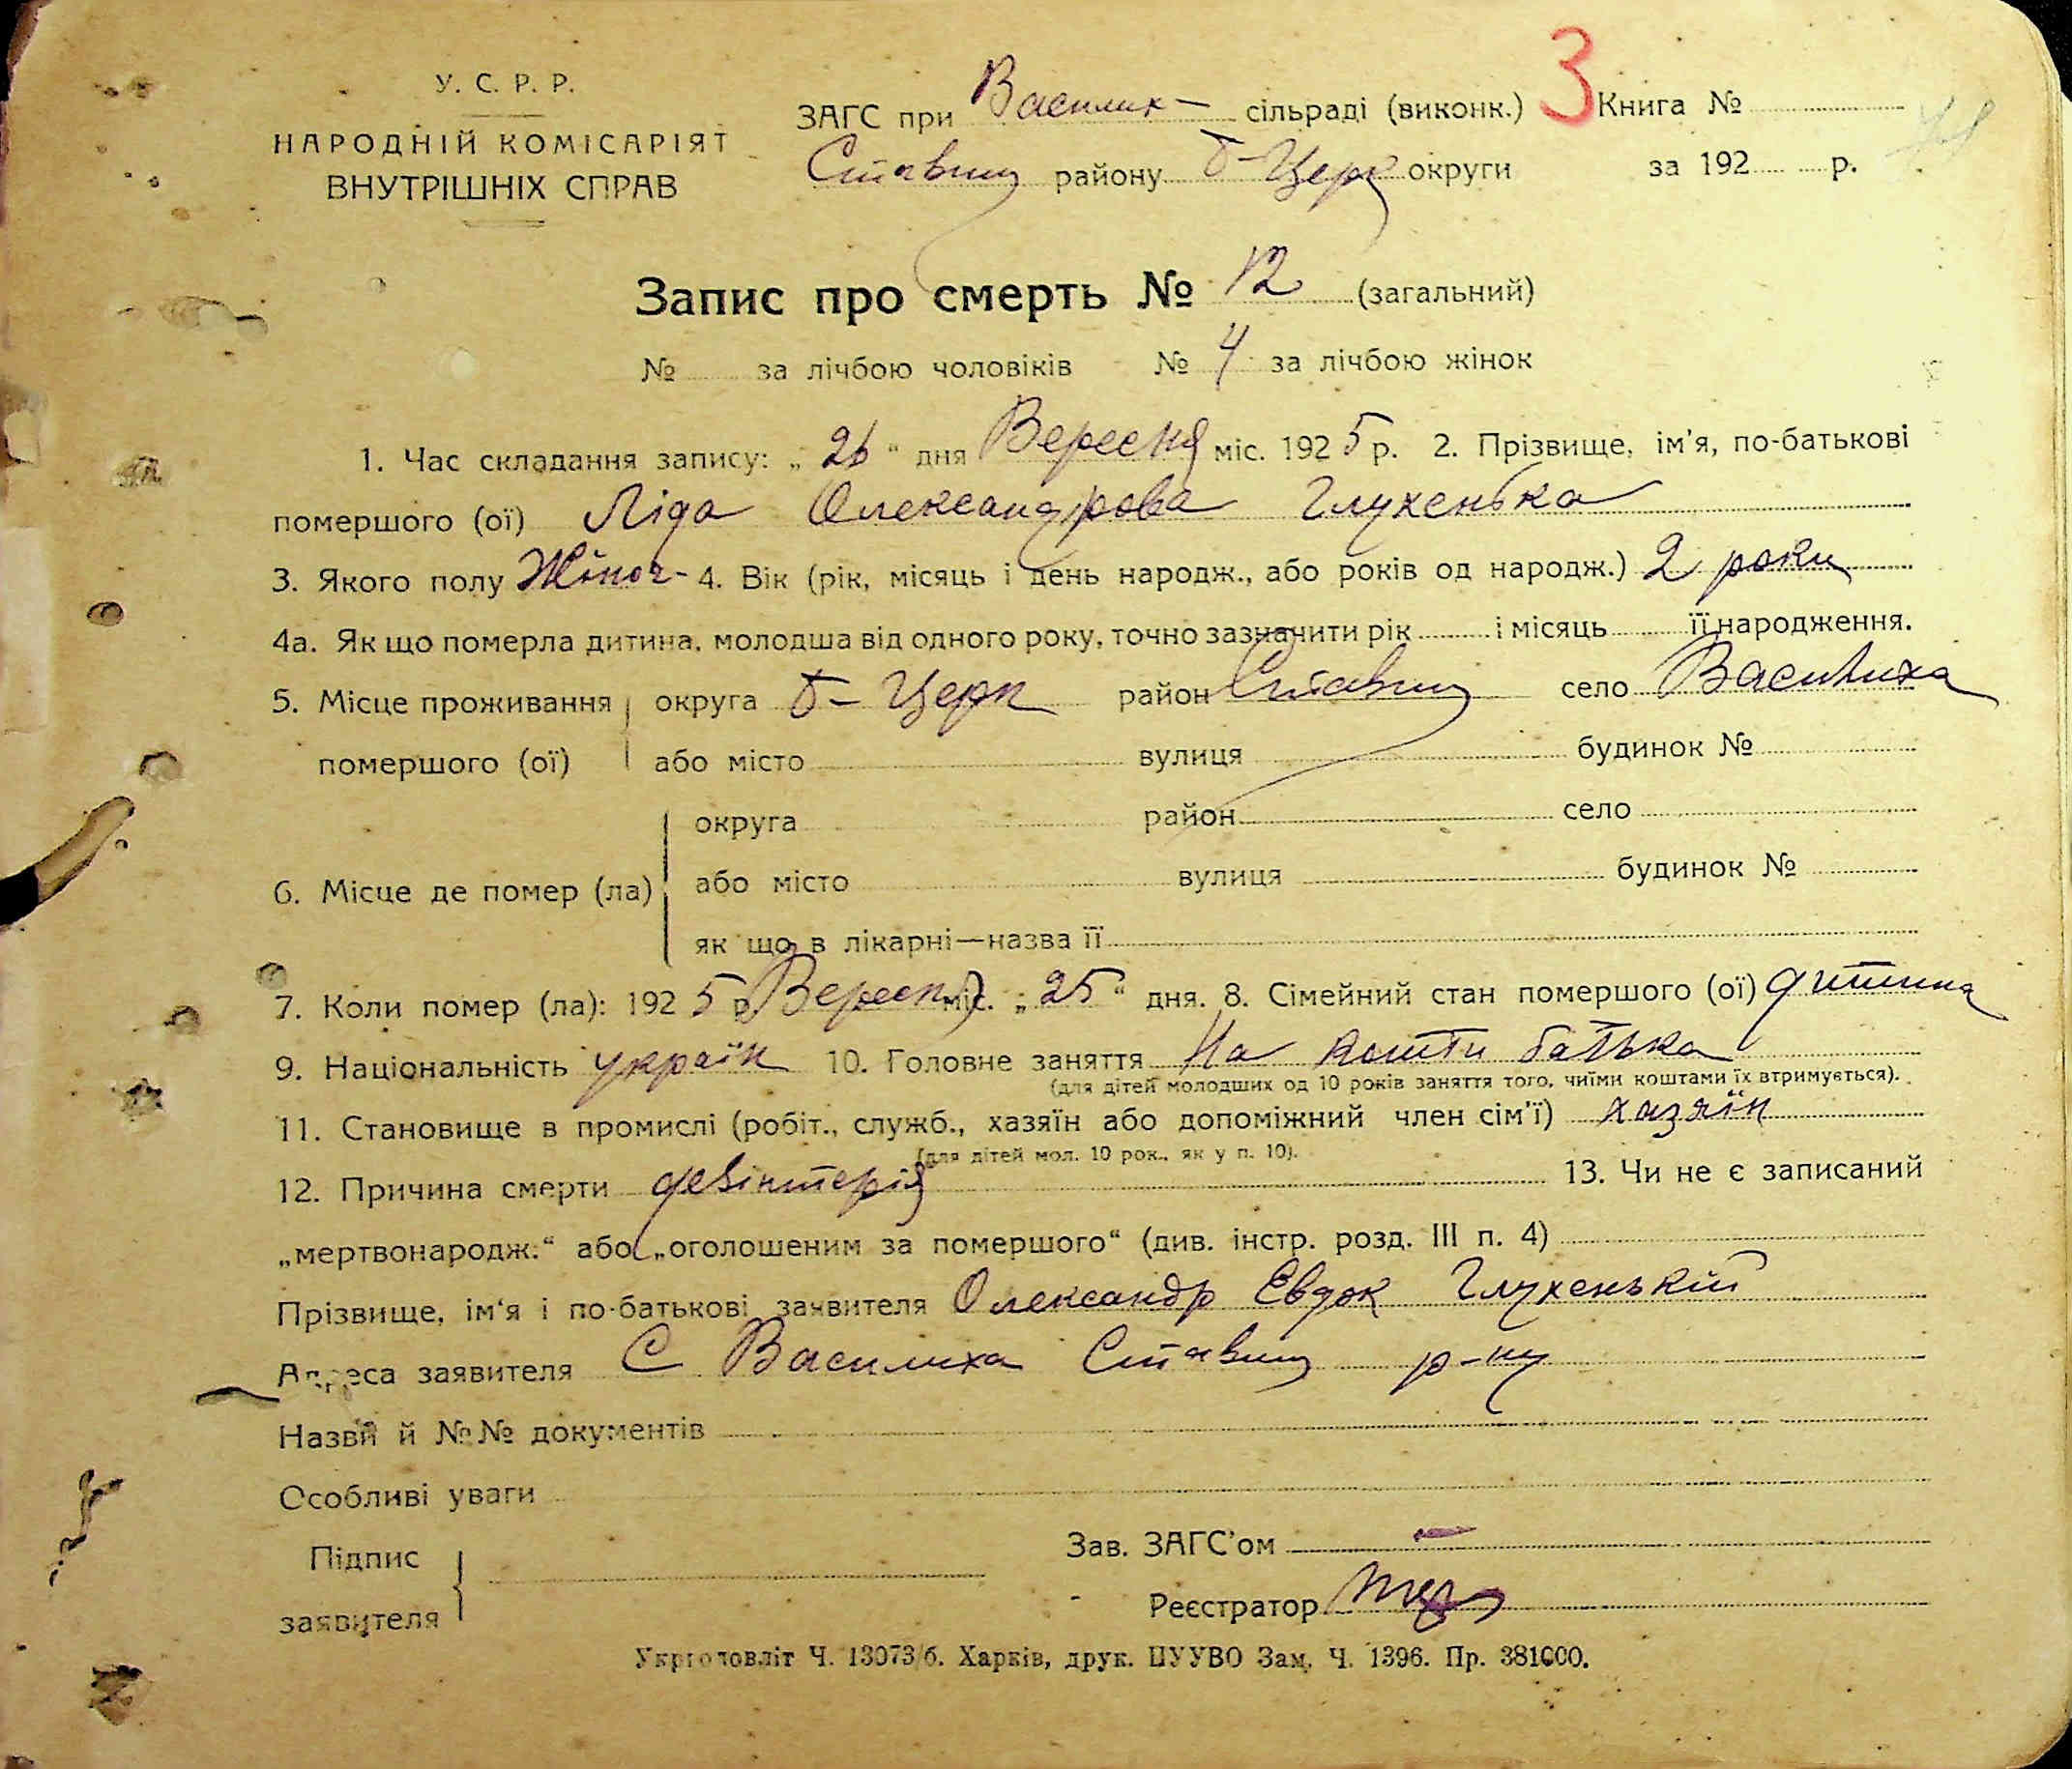 У. С. Р. Р.
НАРОДНІЙ КОМІСАРІЯТ
ВНУТРІШНІХ СПРАВ
ЗАГС при Василих- сільраді (виконк.) 3 Книга №
Ставищ району Б-Церк округи за 192 р.
Запис про смерть № 12 (загальний)
№ за лічбою чоловіків № 4 за лічбою жінок
1. Час складання запису: „ 26 “ дня Вересня міс. 1925 р. 2. Прізвище, ім'я, по-батькові
помершого (ої) Ліда Олександрова Глухенька
3. Якого полу Жіноч- 4. Вік (рік, місяць і день народж., або років од народж.) 2 роки
4а. Як що померла дитина, молодша від одного року, точно зазначити рік і місяць її народження.
5. Місце проживання округа Б- Церк район Ставищ село Василиха
помершого (ої) або місто вулиця будинок №
округа район село
6. Місце де помер (ла) або місто вулиця будинок №
як що в лікарні—назва її
7. Коли помер (ла): 1925 р. Вересня міс. „ 25 “ дня. 8. Сімейний стан помершого (ої) дитина
9. Національність україн 10. Головне заняття На кошти батька
(для дітей молодших од 10 років заняття того, чиїми коштами їх втримується).
11. Становище в промислі (робіт., служб., хазяїн або допоміжний член сім'ї) хазяїн
(для дітей мол. 10 рок., як у п. 10).
12. Причина смерти дезінтерія 13. Чи не є записаний
„мертвонародж.“ або „оголошеним за помершого“ (див. інстр. розд. III п. 4)
Прізвище, ім'я і по-батькові заявителя Олександр Евдок Глухенькій
Адреса заявителя С Василиха Ставищ р-ну
Назви й №№ документів
Особливі уваги
Підпис
заявителя
Зав. ЗАГС'ом
Реєстратор
Укрголовліт Ч. 13073/б. Харків, друк. ЦУУВО Зам. Ч. 1396. Пр. 381000.